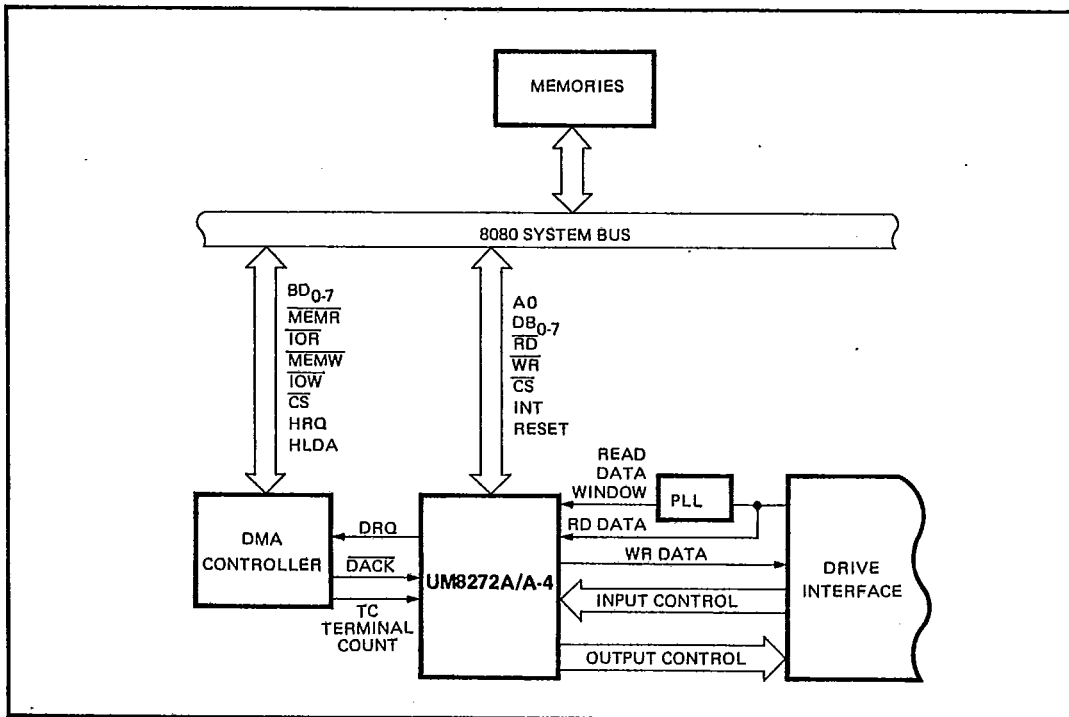 MEMORIES
8080 SYSTEM BUS
BD0-7
MEMR
IOR
MEMW
IOW
CS
HRQ
HLDA
A0
DB0-7
RD
WR
CS
INT
RESET
READ
DATA
WINDOW
PLL
RD DATA
WR DATA
INPUT CONTROL
OUTPUT CONTROL
DMA
CONTROLLER
DRQ
DACK
TC
TERMINAL
COUNT
UM8272A/A-4
DRIVE
INTERFACE